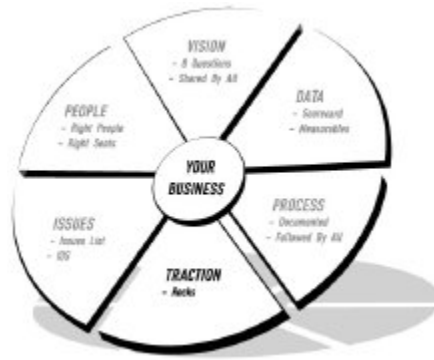 VISION
- 8 Questions
- Shared By All
PEOPLE
- Right People
- Right Seats
DATA
- Scorecard
- Measurables
YOUR
BUSINESS
ISSUES
- Issues List
- IDS
PROCESS
- Documented
- Followed By All
TRACTION
- Rocks